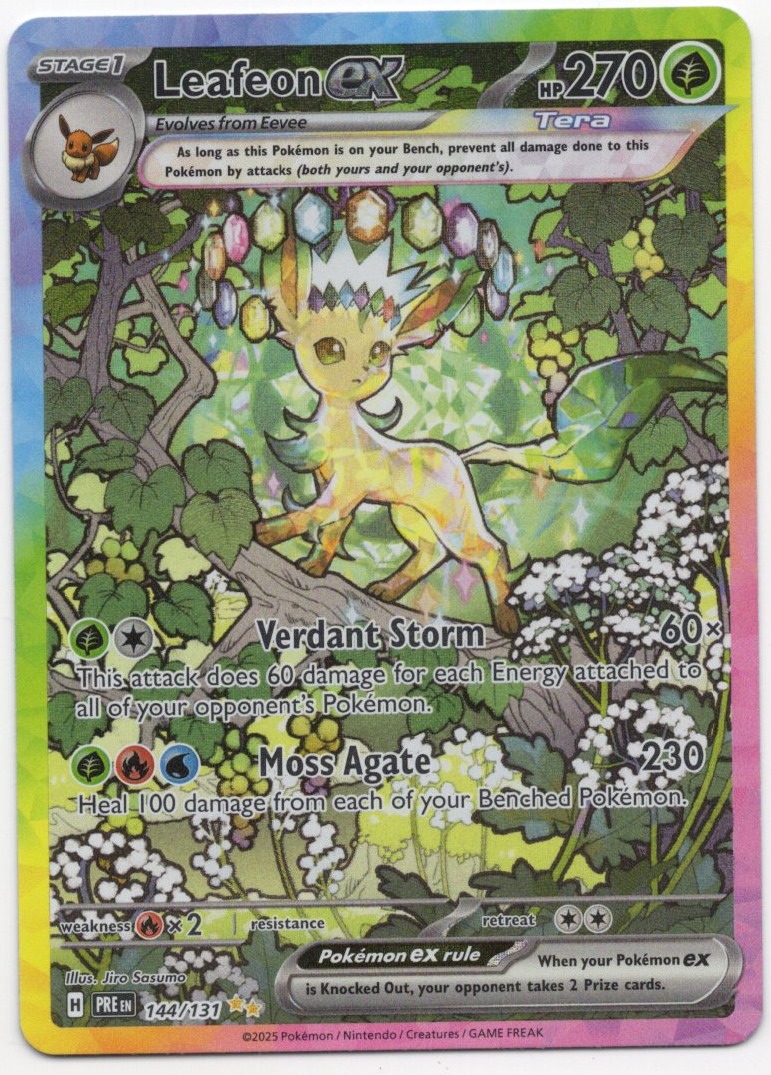 STAGE 1 Leafeon ex HP 270
Evolves from Eevee Tera
As long as this Pokémon is on your Bench, prevent all damage done to this
Pokémon by attacks (both yours and your opponent's).
Verdant Storm 60×
This attack does 60 damage for each Energy attached to
all of your opponent's Pokémon.
Moss Agate 230
Heal 100 damage from each of your Benched Pokémon.
weakness × 2 resistance retreat
Pokémon ex rule When your Pokémon ex
is Knocked Out, your opponent takes 2 Prize cards.
Illus. Jiro Sasumo
H PRE EN 144/131
©2025 Pokémon / Nintendo / Creatures / GAME FREAK